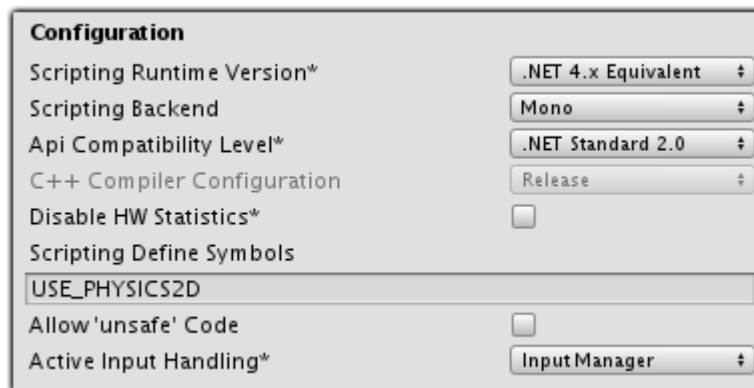 Configuration
Scripting Runtime Version* .NET 4.x Equivalent
Scripting Backend Mono
Api Compatibility Level* .NET Standard 2.0
C++ Compiler Configuration Release
Disable HW Statistics*
Scripting Define Symbols
USE_PHYSICS2D
Allow 'unsafe' Code
Active Input Handling* Input Manager